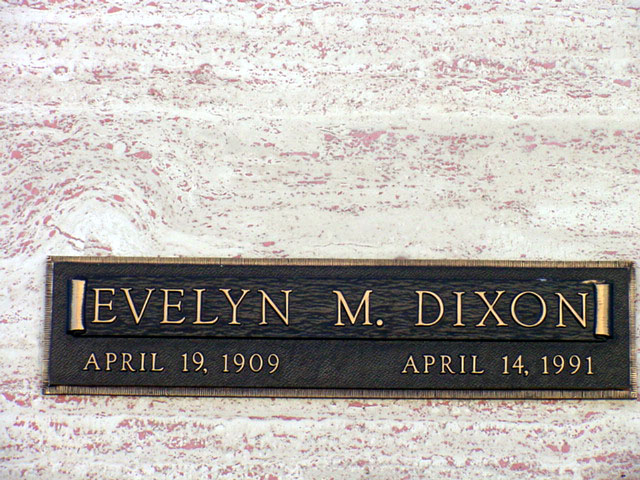 EVELYN M. DIXON
APRIL 19, 1909 APRIL 14, 1991